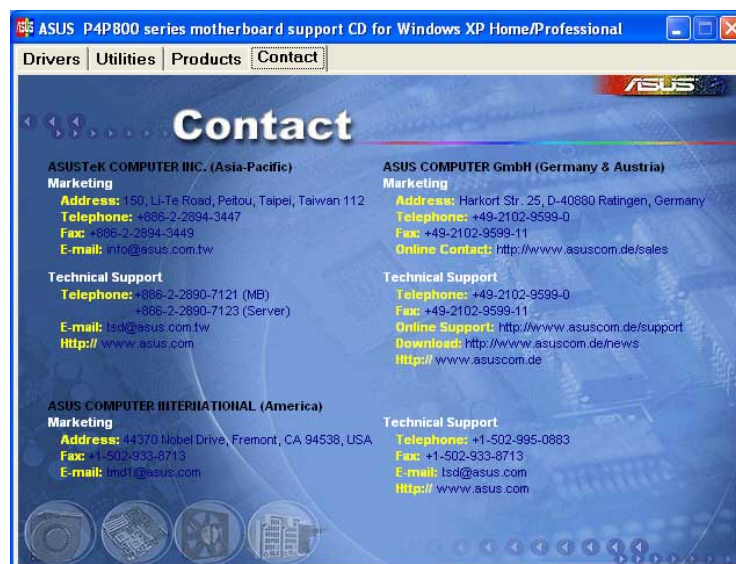 ASUS P4P800 series motherboard support CD for Windows XP Home/Professional
Drivers Utilities Products Contact
ASUS
Contact
ASUSTeK COMPUTER INC. (Asia-Pacific)
Marketing
Address: 150, Li-Te Road, Peitou, Taipei, Taiwan 112
Telephone: +886-2-2894-3447
Fax: +886-2-2894-3449
E-mail: info@asus.com.tw
Technical Support
Telephone: +886-2-2890-7121 (MB)
+886-2-2890-7123 (Server)
E-mail: tsd@asus.com.tw
Http:// www.asus.com
ASUS COMPUTER GmbH (Germany & Austria)
Marketing
Address: Harkort Str. 25, D-40880 Ratingen, Germany
Telephone: +49-2102-9599-0
Fax: +49-2102-9599-11
Online Contact: http://www.asuscom.de/sales
Technical Support
Telephone: +49-2102-9599-0
Fax: +49-2102-9599-11
Online Support: http://www.asuscom.de/support
Download: http://www.asuscom.de/news
Http:// www.asuscom.de
ASUS COMPUTER INTERNATIONAL (America)
Marketing
Address: 44370 Nobel Drive, Fremont, CA 94538, USA
Fax: +1-502-933-8713
E-mail: tmd1@asus.com
Technical Support
Telephone: +1-502-995-0883
Fax: +1-502-933-8713
E-mail: tsd@asus.com
Http:// www.asus.com